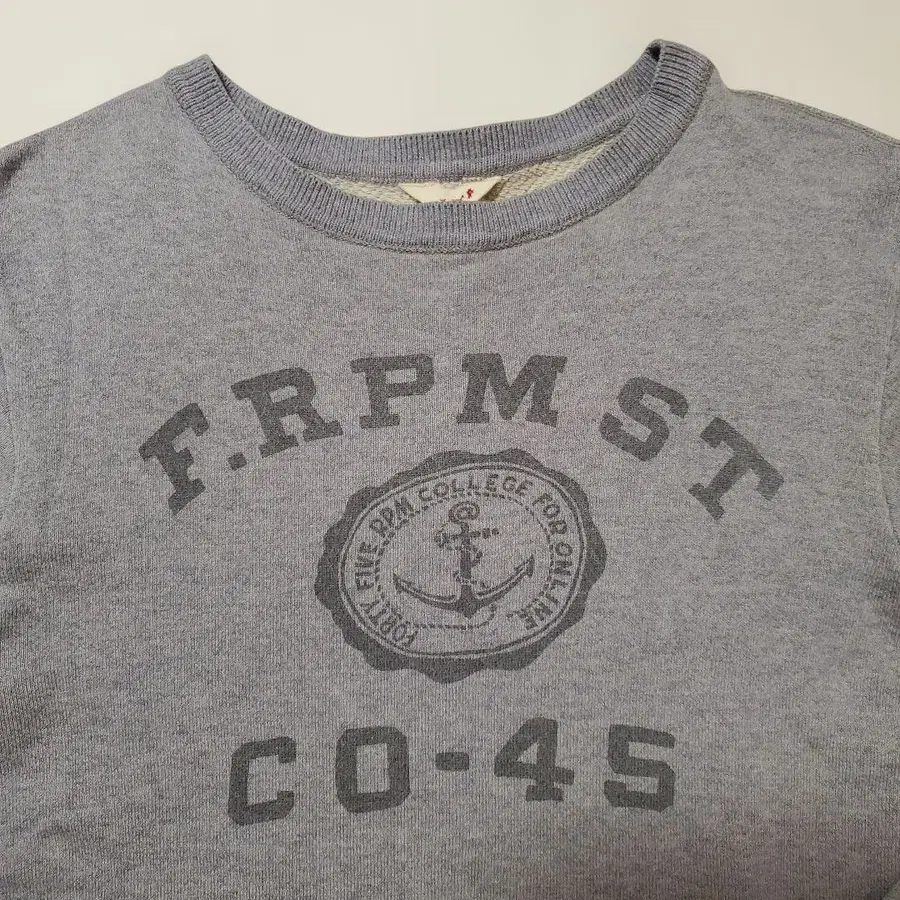 F.RPM ST
FORTY FIVE RPM COLLEGE FOR ONLINE
CO-45